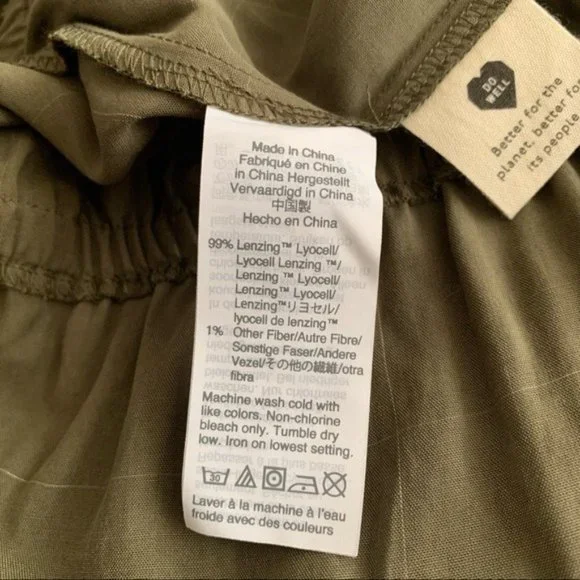 DO
WELL
Better for the
planet, better for
its people
Made in China
Fabriqué en Chine
in China Hergestellt
Vervaardigd in China
中国製
Hecho en China
99% Lenzing™ Lyocell/
Lyocell Lenzing ™/
Lenzing™ Lyocell/
Lenzing™ Lyocell/
Lenzing™リヨセル/
lyocell de lenzing™
1% Other Fiber/Autre Fibre/
Sonstige Faser/Andere
Vezel/その他の繊維/otra
fibra
Machine wash cold with
like colors. Non-chlorine
bleach only. Tumble dry
low. Iron on lowest setting.
30
Laver à la machine à l'eau
froide avec des couleurs